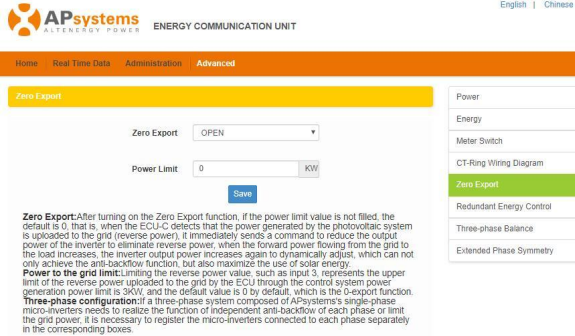 English | Chinese
APsystems
ALTENERGY POWER
ENERGY COMMUNICATION UNIT
Home Real Time Data Administration Advanced
Zero Export
Zero Export OPEN
Power Limit 0 KW
Save
Zero Export:After turning on the Zero Export function, if the power limit value is not filled, the
default is 0, that is, when the ECU-C detects that the power generated by the photovoltaic system
is uploaded to the grid (reverse power), it immediately sends a command to reduce the output
power of the inverter to eliminate reverse power, when the forward power flowing from the grid to
the load increases, the inverter output power increases again to dynamically adjust, which can not
only achieve the anti-backflow function, but also maximize the use of solar energy.
Power to the grid limit:Limiting the reverse power value, such as input 3, represents the upper
limit of the reverse power uploaded to the grid by the ECU through the control system power
generation power limit is 3KW, and the default value is 0 by default, which is the 0-export function.
Three-phase configuration:If a three-phase system composed of APsystems's single-phase
micro-inverters needs to realize the function of independent anti-backflow of each phase or limit
the grid power, it is necessary to register the micro-inverters connected to each phase separately
in the corresponding boxes.
Power
Energy
Meter Switch
CT-Ring Wiring Diagram
Zero Export
Redundant Energy Control
Three-phase Balance
Extended Phase Symmetry